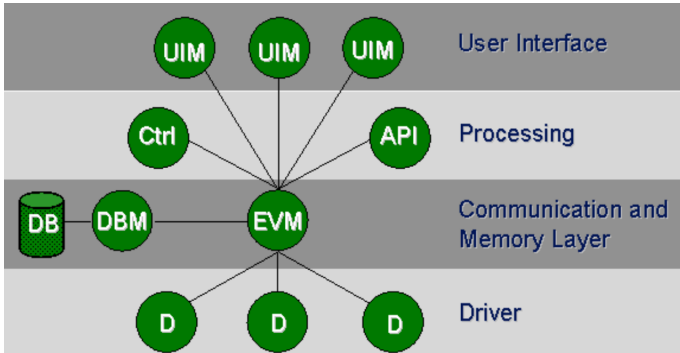 UIM UIM UIM User Interface
Ctrl API Processing
DB DBM EVM Communication and
Memory Layer
D D D Driver